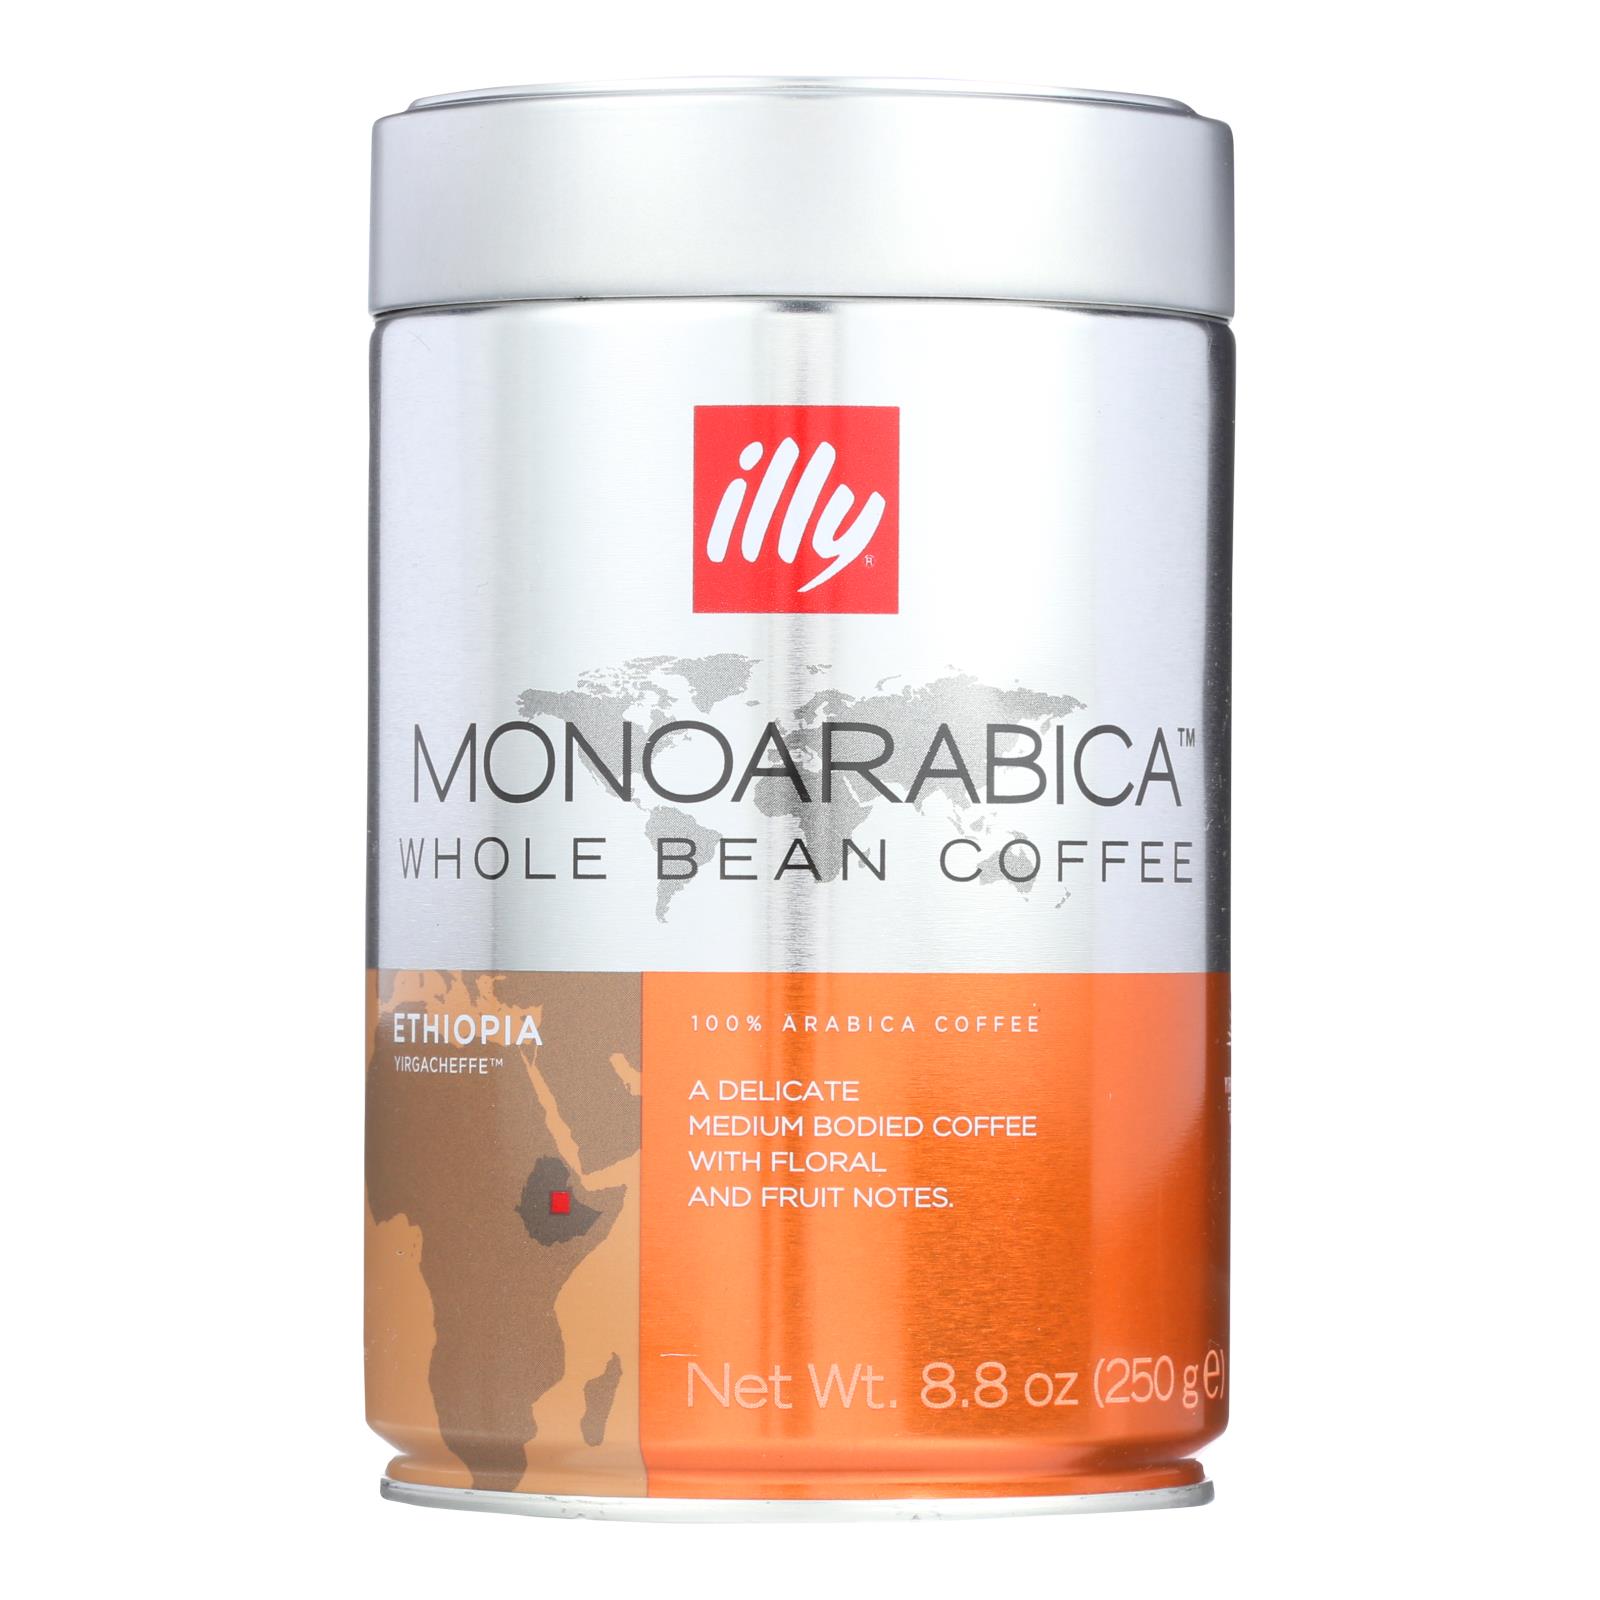 illy®
MONOARABICA™
WHOLE BEAN COFFEE
ETHIOPIA
YIRGACHEFFE™
100% ARABICA COFFEE
A DELICATE
MEDIUM BODIED COFFEE
WITH FLORAL
AND FRUIT NOTES.
Net Wt. 8.8 oz (250 g ℮)